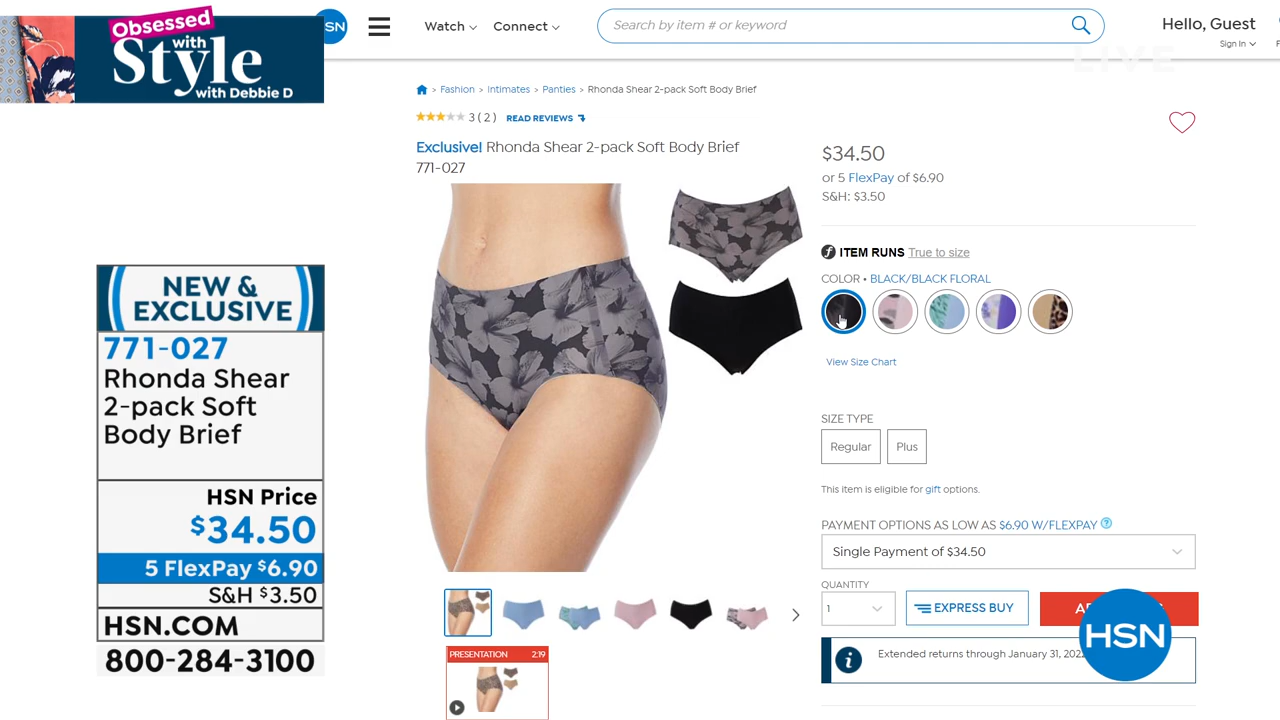 Obsessed
with
Style
with Debbie D
SN
Watch
Connect
Search by item # or keyword
Hello, Guest
Sign In
LIVE
> Fashion > Intimates > Panties > Rhonda Shear 2-pack Soft Body Brief
3 ( 2 ) READ REVIEWS
Exclusive! Rhonda Shear 2-pack Soft Body Brief
771-027
$34.50
or 5 FlexPay of $6.90
S&H: $3.50
f ITEM RUNS True to size
COLOR • BLACK/BLACK FLORAL
View Size Chart
SIZE TYPE
Regular
Plus
This item is eligible for gift options.
PAYMENT OPTIONS AS LOW AS $6.90 W/FLEXPAY ?
Single Payment of $34.50
QUANTITY
1
EXPRESS BUY
Extended returns through January 31, 202
HSN
PRESENTATION 2:19
NEW &
EXCLUSIVE
771-027
Rhonda Shear
2-pack Soft
Body Brief
HSN Price
$34.50
5 FlexPay $6.90
S&H $3.50
HSN.COM
800-284-3100